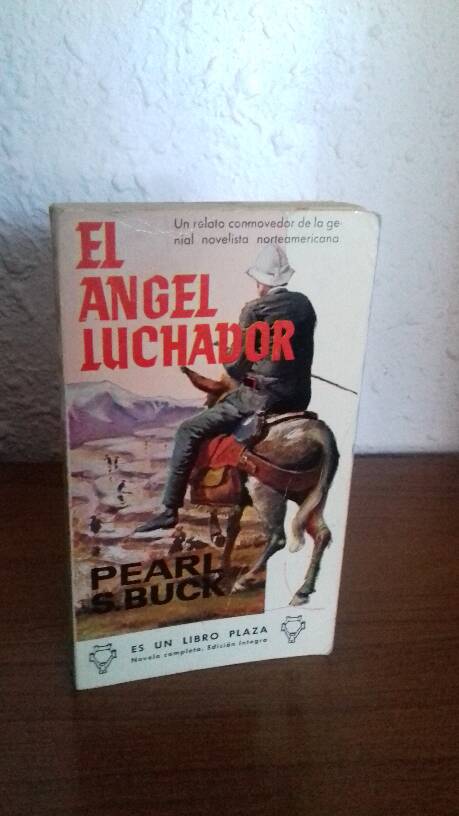 EL
ANGEL
LUCHADOR
Un relato conmovedor de la ge-
nial novelista norteamericana
PEARL
S. BUCK
ES UN LIBRO PLAZA
Novela completa. Edición íntegra